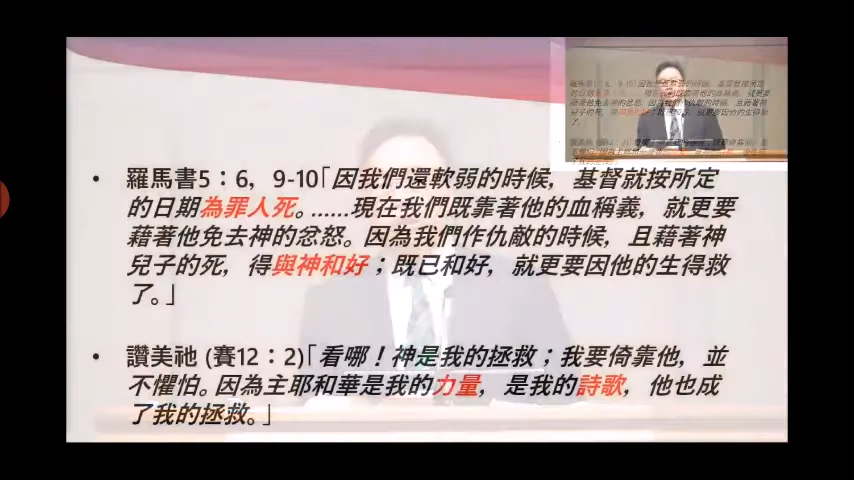 • 羅馬書5：6，9-10「因我們還軟弱的時候，基督就按所定
的日期為罪人死。……現在我們既靠著他的血稱義，就更要
藉著他免去神的忿怒。因為我們作仇敵的時候，且藉著神
兒子的死，得與神和好；既已和好，就更要因他的生得救
了。」
• 讚美祂 (賽12：2)「看哪！神是我的拯救；我要倚靠他，並
不懼怕。因為主耶和華是我的力量，是我的詩歌，他也成
了我的拯救。」